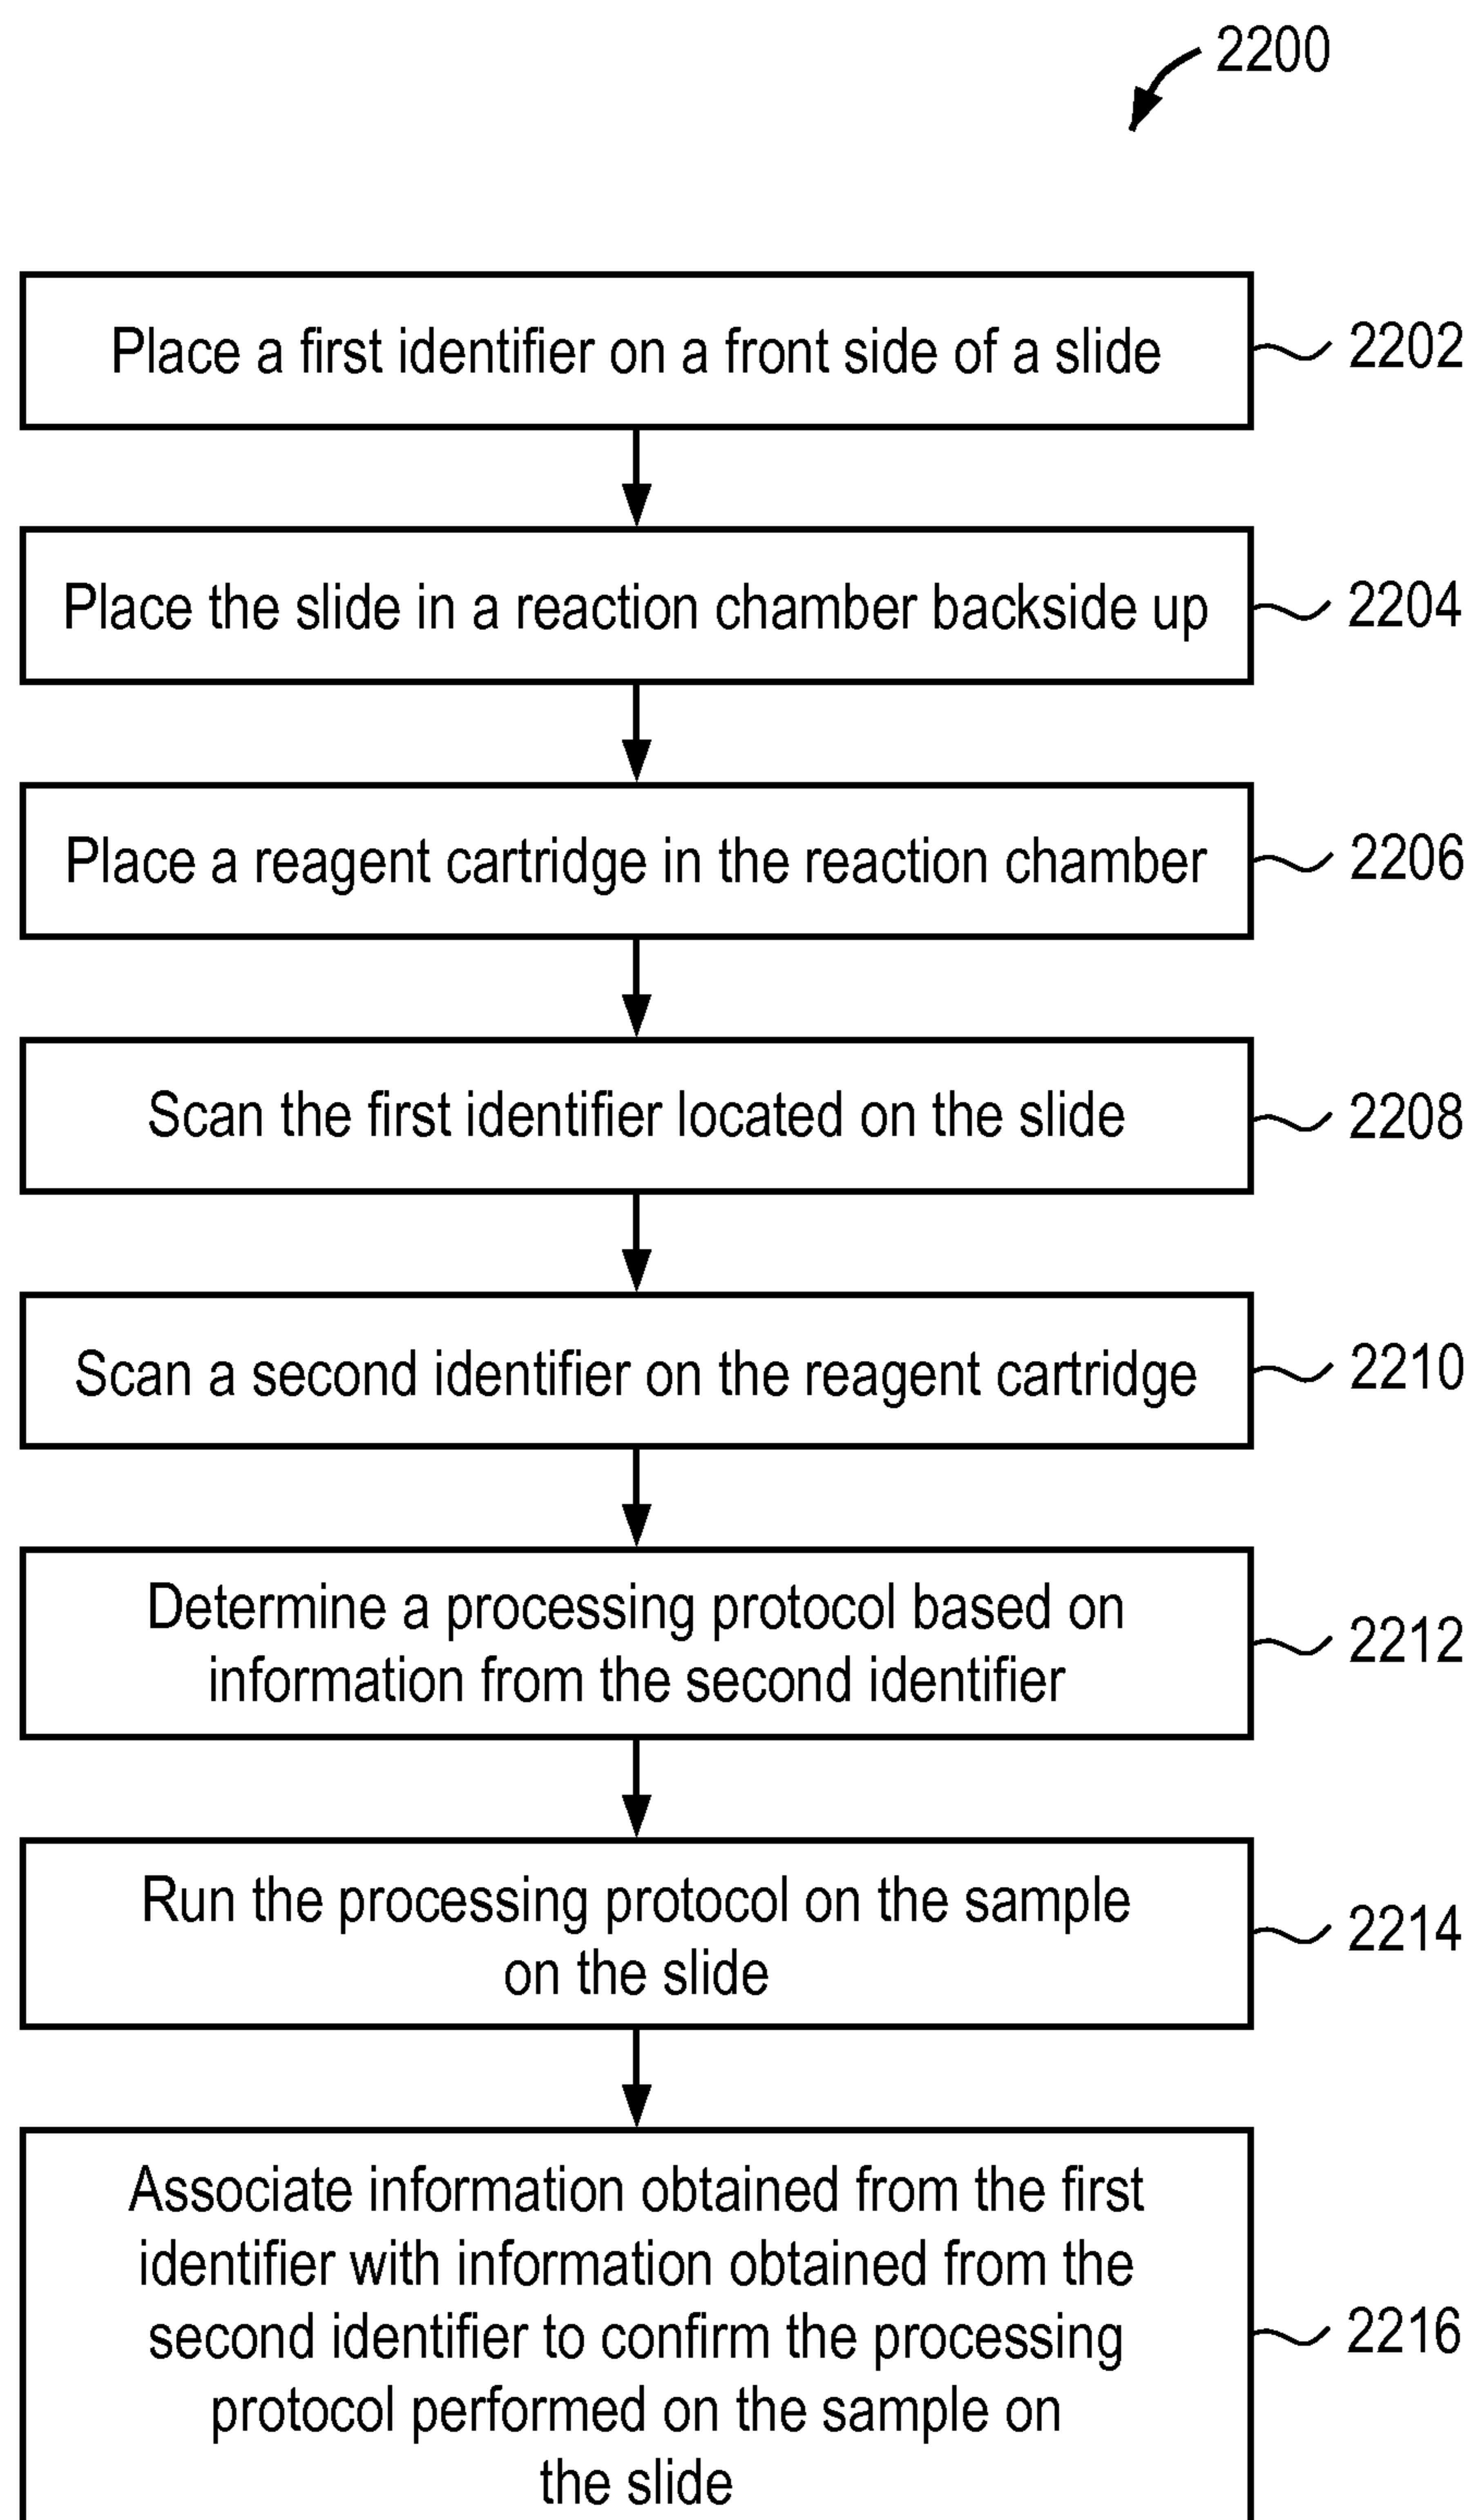 2200
Place a first identifier on a front side of a slide
2202
Place the slide in a reaction chamber backside up
2204
Place a reagent cartridge in the reaction chamber
2206
Scan the first identifier located on the slide
2208
Scan a second identifier on the reagent cartridge
2210
Determine a processing protocol based on
information from the second identifier
2212
Run the processing protocol on the sample
on the slide
2214
Associate information obtained from the first
identifier with information obtained from the
second identifier to confirm the processing
protocol performed on the sample on
the slide
2216